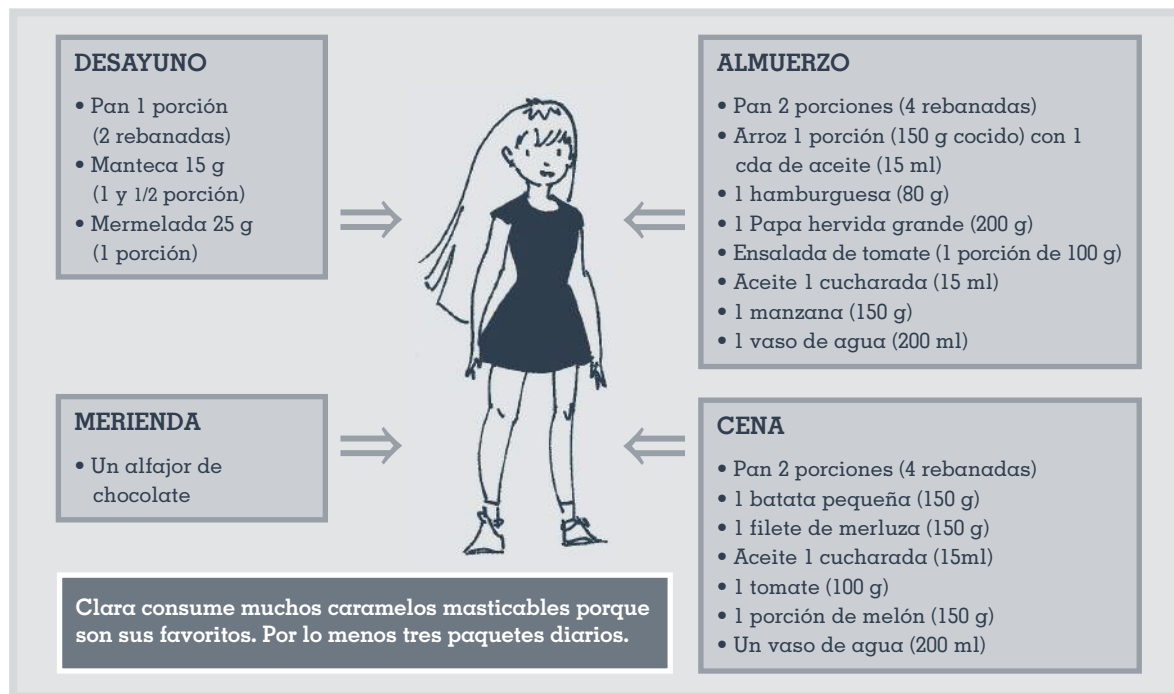 DESAYUNO
• Pan 1 porción
(2 rebanadas)
• Manteca 15 g
(1 y 1/2 porción)
• Mermelada 25 g
(1 porción)
ALMUERZO
• Pan 2 porciones (4 rebanadas)
• Arroz 1 porción (150 g cocido) con 1
cda de aceite (15 ml)
• 1 hamburguesa (80 g)
• 1 Papa hervida grande (200 g)
• Ensalada de tomate (1 porción de 100 g)
• Aceite 1 cucharada (15 ml)
• 1 manzana (150 g)
• 1 vaso de agua (200 ml)
MERIENDA
• Un alfajor de
chocolate
CENA
• Pan 2 porciones (4 rebanadas)
• 1 batata pequeña (150 g)
• 1 filete de merluza (150 g)
• Aceite 1 cucharada (15ml)
• 1 tomate (100 g)
• 1 porción de melón (150 g)
• Un vaso de agua (200 ml)
Clara consume muchos caramelos masticables porque
son sus favoritos. Por lo menos tres paquetes diarios.